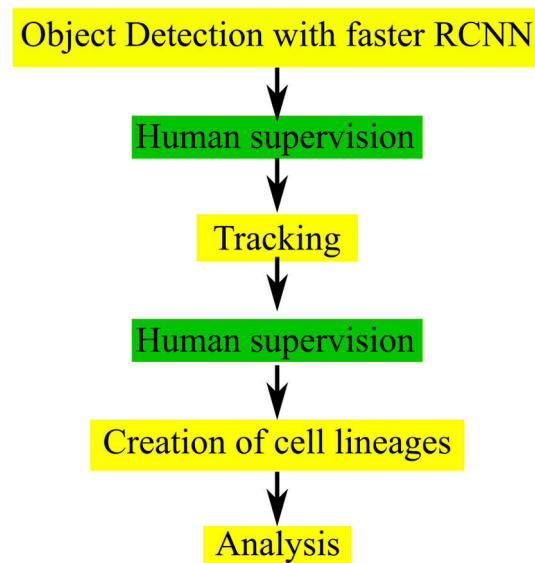 Object Detection with faster RCNN
Human supervision
Tracking
Human supervision
Creation of cell lineages
Analysis